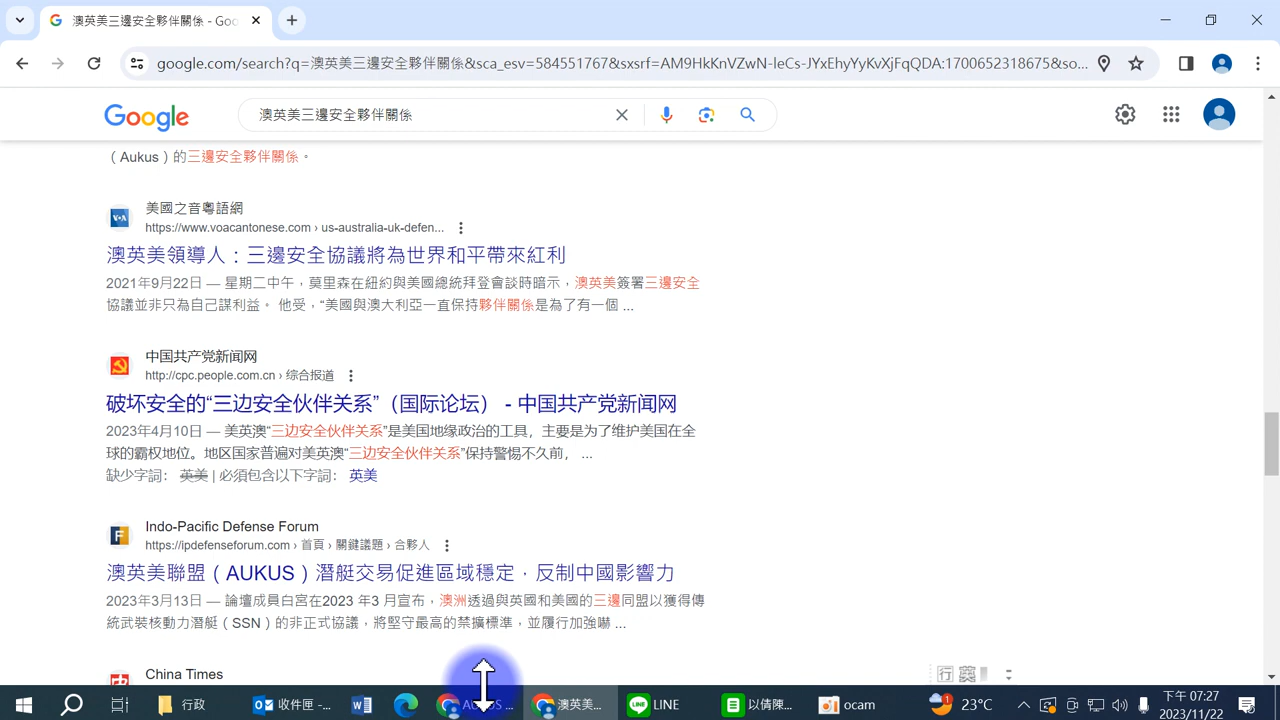 澳英美三邊安全夥伴關係 - Goo
google.com/search?q=澳英美三邊安全夥伴關係&sca_esv=584551767&sxsrf=AM9HkKnVZwN-leCs-JYxEhyYyKvXjFqQDA:1700652318675&so...
Google
澳英美三邊安全夥伴關係
（Aukus）的三邊安全夥伴關係。
VOA
美國之音粵語網
https://www.voacantonese.com › us-australia-uk-defen...
澳英美領導人：三邊安全協議將為世界和平帶來紅利
2021年9月22日 — 星期二中午，莫里森在紐約與美國總統拜登會談時暗示，澳英美簽署三邊安全
協議並非只為自己謀利益。 他受，“美國與澳大利亞一直保持夥伴關係是為了有一個 ...
中国共产党新闻网
http://cpc.people.com.cn › 综合报道
破坏安全的“三边安全伙伴关系”（国际论坛） - 中国共产党新闻网
2023年4月10日 — 美英澳“三边安全伙伴关系”是美国地缘政治的工具，主要是为了维护美国在全
球的霸权地位。地区国家普遍对美英澳“三边安全伙伴关系”保持警惕不久前， ...
缺少字詞： 英美 | 必須包含以下字詞： 英美
F
Indo-Pacific Defense Forum
https://ipdefenseforum.com › 首頁 › 關鍵議題 › 合夥人
澳英美聯盟（AUKUS）潛艇交易促進區域穩定，反制中國影響力
2023年3月13日 — 論壇成員白宮在2023 年3 月宣布，澳洲透過與英國和美國的三邊同盟以獲得傳
統武裝核動力潛艇（SSN）的非正式協議，將堅守最高的禁擴標準，並履行加強嚇 ...
China Times
行 英
行政
收件匣 -...
澳英美...
LINE
以倩陳...
ocam
23°C
下午 07:27
2023/11/22